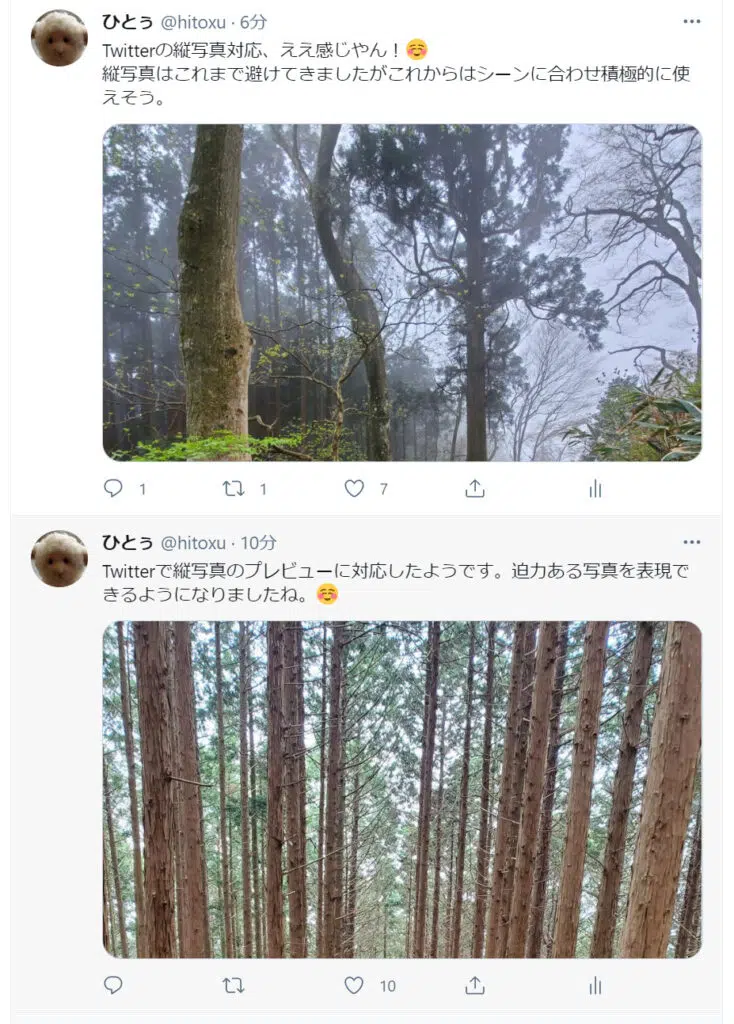 ひとぅ @hitoxu · 6分
Twitterの縦写真対応、ええ感じやん！☺️
縦写真はこれまで避けてきましたがこれからはシーンに合わせ積極的に使
えそう。
1 1 7
ひとぅ @hitoxu · 10分
Twitterで縦写真のプレビューに対応したようです。迫力ある写真を表現で
きるようになりましたね。☺️
10